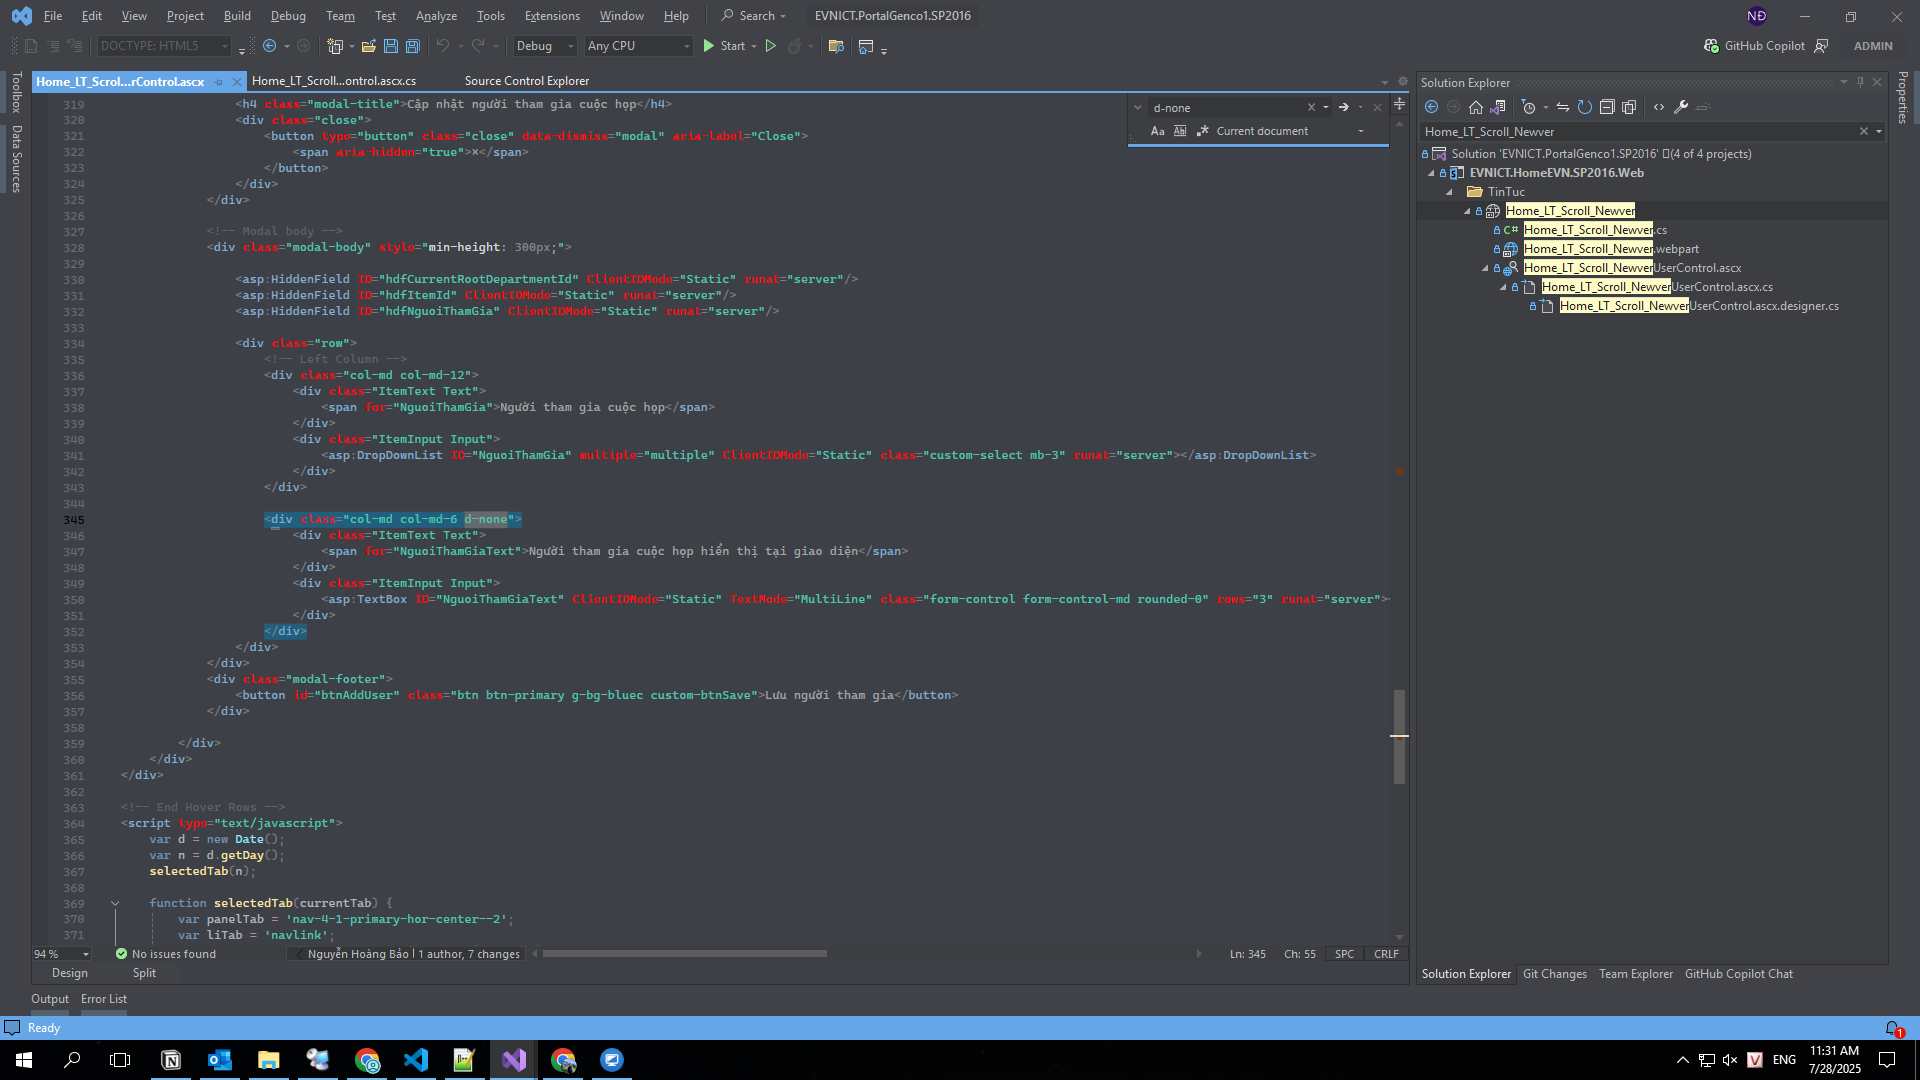 File Edit View Project Build Debug Team Test Analyze Tools Extensions Window Help Search EVNICT.PortalGenco1.SP2016 NĐ
DOCTYPE: HTML5 Debug Any CPU Start GitHub Copilot ADMIN
Toolbox
Data Sources
Home_LT_Scrol...rControl.ascx Home_LT_Scroll...ontrol.ascx.cs Source Control Explorer
319 <h4 class="modal-title">Cập nhật người tham gia cuộc họp</h4>
320 <div class="close">
321 <button type="button" class="close" data-dismiss="modal" aria-label="Close">
322 <span aria-hidden="true">×</span>
323 </button>
324 </div>
325 </div>
326
327 <!-- Modal body -->
328 <div class="modal-body" style="min-height: 300px;">
329
330 <asp:HiddenField ID="hdfCurrentRootDepartmentId" ClientIDMode="Static" runat="server"/>
331 <asp:HiddenField ID="hdfItemId" ClientIDMode="Static" runat="server"/>
332 <asp:HiddenField ID="hdfNguoiThamGia" ClientIDMode="Static" runat="server"/>
333
334 <div class="row">
335 <!-- Left Column -->
336 <div class="col-md col-md-12">
337 <div class="ItemText Text">
338 <span for="NguoiThamGia">Người tham gia cuộc họp</span>
339 </div>
340 <div class="ItemInput Input">
341 <asp:DropDownList ID="NguoiThamGia" multiple="multiple" ClientIDMode="Static" class="custom-select mb-3" runat="server"></asp:DropDownList>
342 </div>
343 </div>
344
345 <div class="col-md col-md-6 d-none">
346 <div class="ItemText Text">
347 <span for="NguoiThamGiaText">Người tham gia cuộc họp hiển thị tại giao diện</span>
348 </div>
349 <div class="ItemInput Input">
350 <asp:TextBox ID="NguoiThamGiaText" ClientIDMode="Static" TextMode="MultiLine" class="form-control form-control-md rounded-0" rows="3" runat="server"><
351 </div>
352 </div>
353 </div>
354 </div>
355 <div class="modal-footer">
356 <button id="btnAddUser" class="btn btn-primary g-bg-bluec custom-btnSave">Lưu người tham gia</button>
357 </div>
358
359 </div>
360 </div>
361 </div>
362
363 <!-- End Hover Rows -->
364 <script type="text/javascript">
365 var d = new Date();
366 var n = d.getDay();
367 selectedTab(n);
368
369 function selectedTab(currentTab) {
370 var panelTab = 'nav-4-1-primary-hor-center--2';
371 var liTab = 'navlink';
d-none
Aa Ab Current document
94 % No issues found Nguyễn Hoàng Bảo | 1 author, 7 changes Ln: 345 Ch: 55 SPC CRLF
Design Split
Output Error List
Ready
Solution Explorer
Home_LT_Scroll_Newver
Solution 'EVNICT.PortalGenco1.SP2016' (4 of 4 projects)
EVNICT.HomeEVN.SP2016.Web
TinTuc
Home_LT_Scroll_Newver
C# Home_LT_Scroll_Newver.cs
Home_LT_Scroll_Newver.webpart
Home_LT_Scroll_NewverUserControl.ascx
Home_LT_Scroll_NewverUserControl.ascx.cs
Home_LT_Scroll_NewverUserControl.ascx.designer.cs
Solution Explorer Git Changes Team Explorer GitHub Copilot Chat
Properties
1
V ENG 11:31 AM
7/28/2025